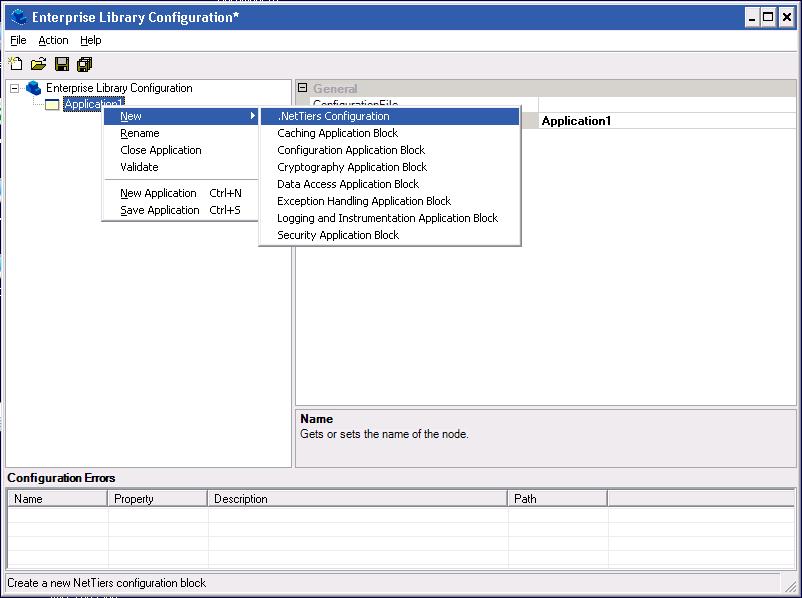 Enterprise Library Configuration*
File Action Help
Enterprise Library Configuration
Application1
General
ConfigurationFile
Application1
New
Rename
Close Application
Validate
New Application Ctrl+N
Save Application Ctrl+S
.NetTiers Configuration
Caching Application Block
Configuration Application Block
Cryptography Application Block
Data Access Application Block
Exception Handling Application Block
Logging and Instrumentation Application Block
Security Application Block
Name
Gets or sets the name of the node.
Configuration Errors
Name Property Description Path
Create a new NetTiers configuration block